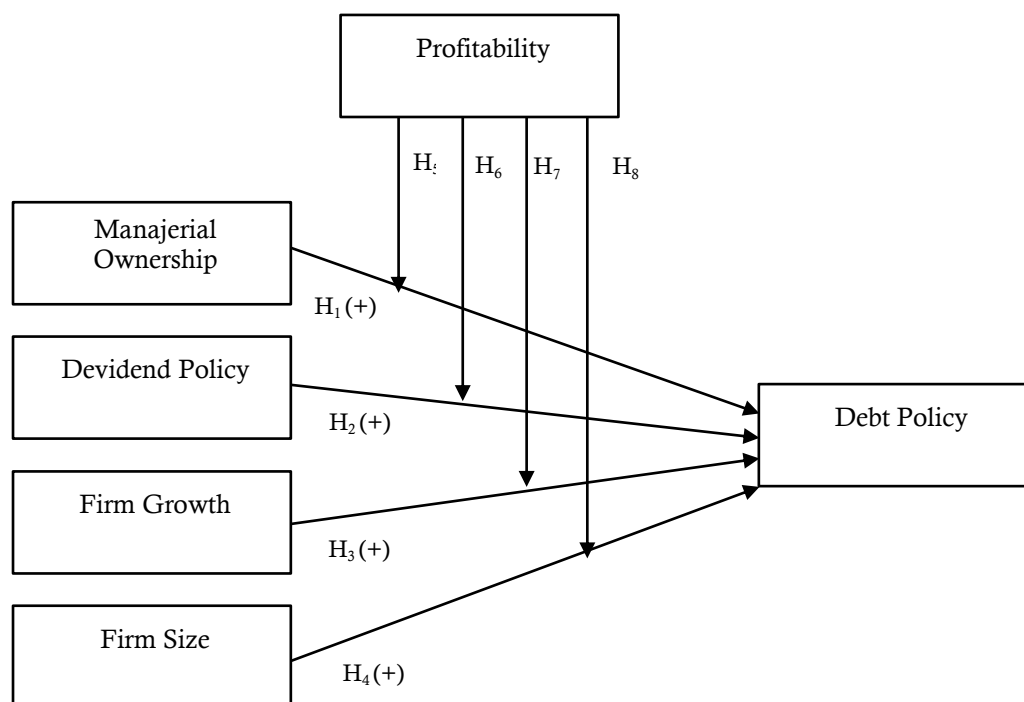 Profitability
H₅
H₆
H₇
H₈
Manajerial
Ownership
H₁(+)
Devidend Policy
H₂(+)
Debt Policy
Firm Growth
H₃(+)
Firm Size
H₄(+)